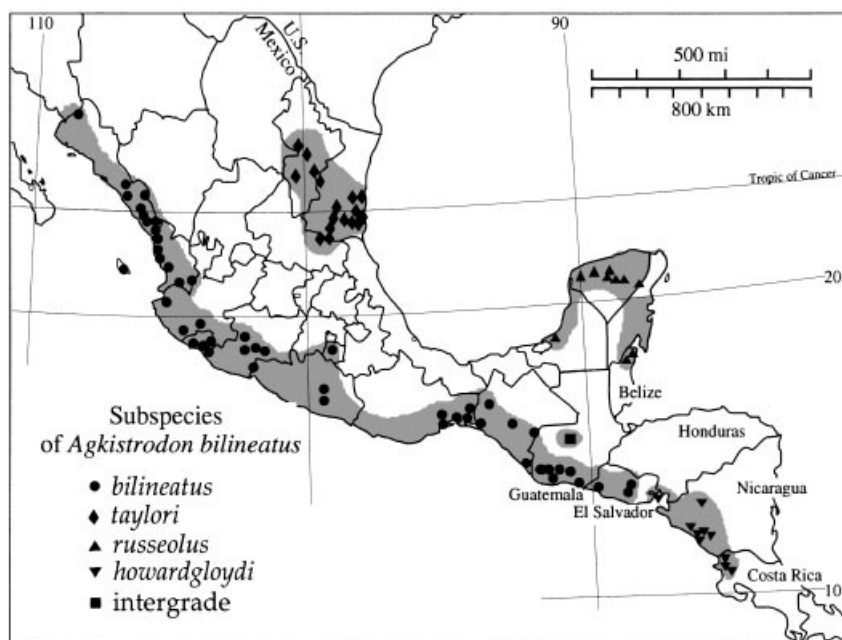 110
90
U.S.
Mexico
500 mi
800 km
Tropic of Cancer
20
Belize
Subspecies
of Agkistrodon bilineatus
Honduras
bilineatus
Nicaragua
Guatemala
taylori
El Salvador
russeolus
howardgloydi
Costa Rica
intergrade
10